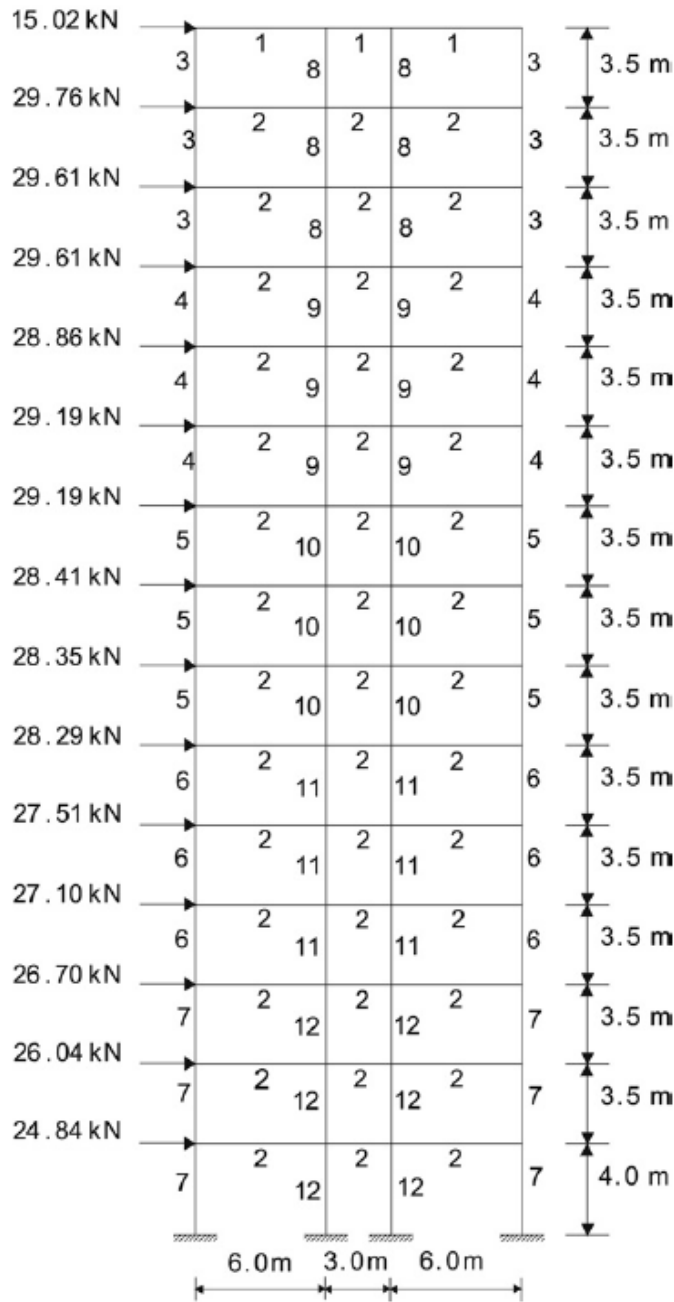 15.02 kN
1 1 1
3 8 8 3 3.5 m
29.76 kN
2 2 2
3 8 8 3 3.5 m
29.61 kN
2 2 2
3 8 8 3 3.5 m
29.61 kN
2 2 2
4 9 9 4 3.5 m
28.86 kN
2 2 2
4 9 9 4 3.5 m
29.19 kN
2 2 2
4 9 9 4 3.5 m
29.19 kN
2 2 2
5 10 10 5 3.5 m
28.41 kN
2 2 2
5 10 10 5 3.5 m
28.35 kN
2 2 2
5 10 10 5 3.5 m
28.29 kN
2 2 2
6 11 11 6 3.5 m
27.51 kN
2 2 2
6 11 11 6 3.5 m
27.10 kN
2 2 2
6 11 11 6 3.5 m
26.70 kN
2 2 2
7 12 12 7 3.5 m
26.04 kN
2 2 2
7 12 12 7 3.5 m
24.84 kN
2 2 2
7 12 12 7 4.0 m
6.0m 3.0m 6.0m